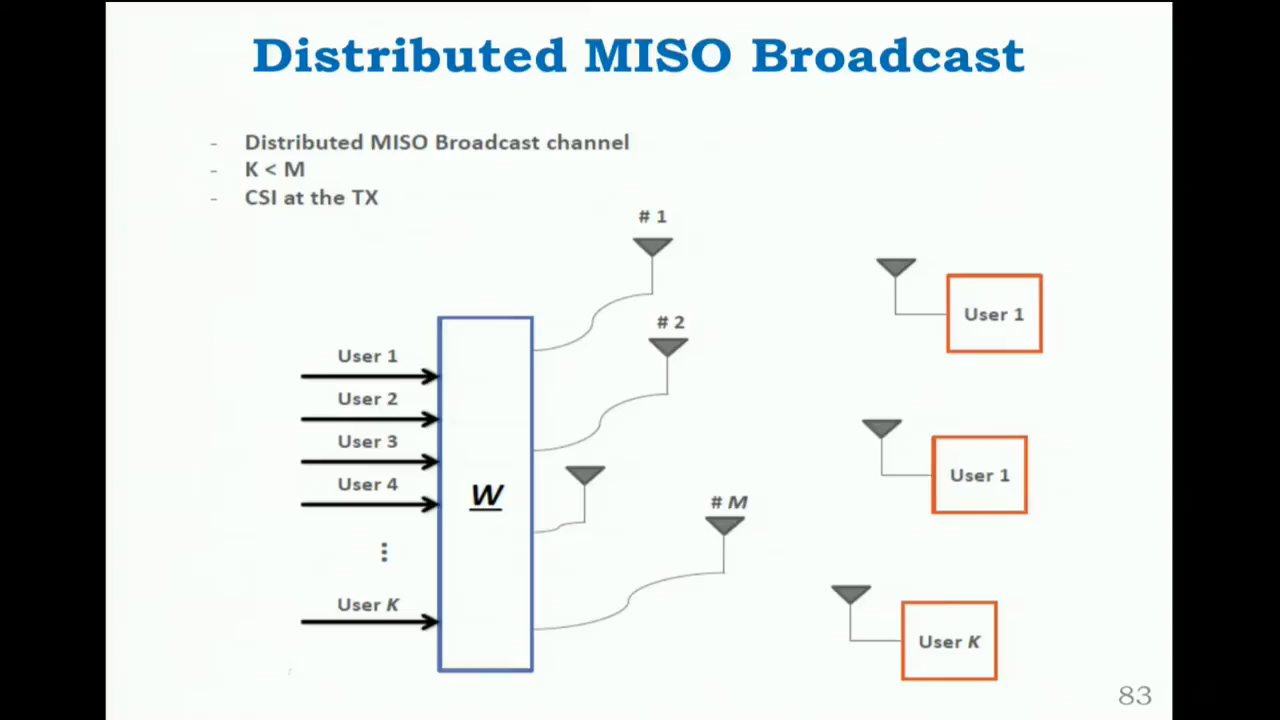 Distributed MISO Broadcast
- Distributed MISO Broadcast channel
- K < M
- CSI at the TX
# 1
# 2
# M
User 1
User 2
User 3
User 4
⋮
User K
W
User 1
User 1
User K
83